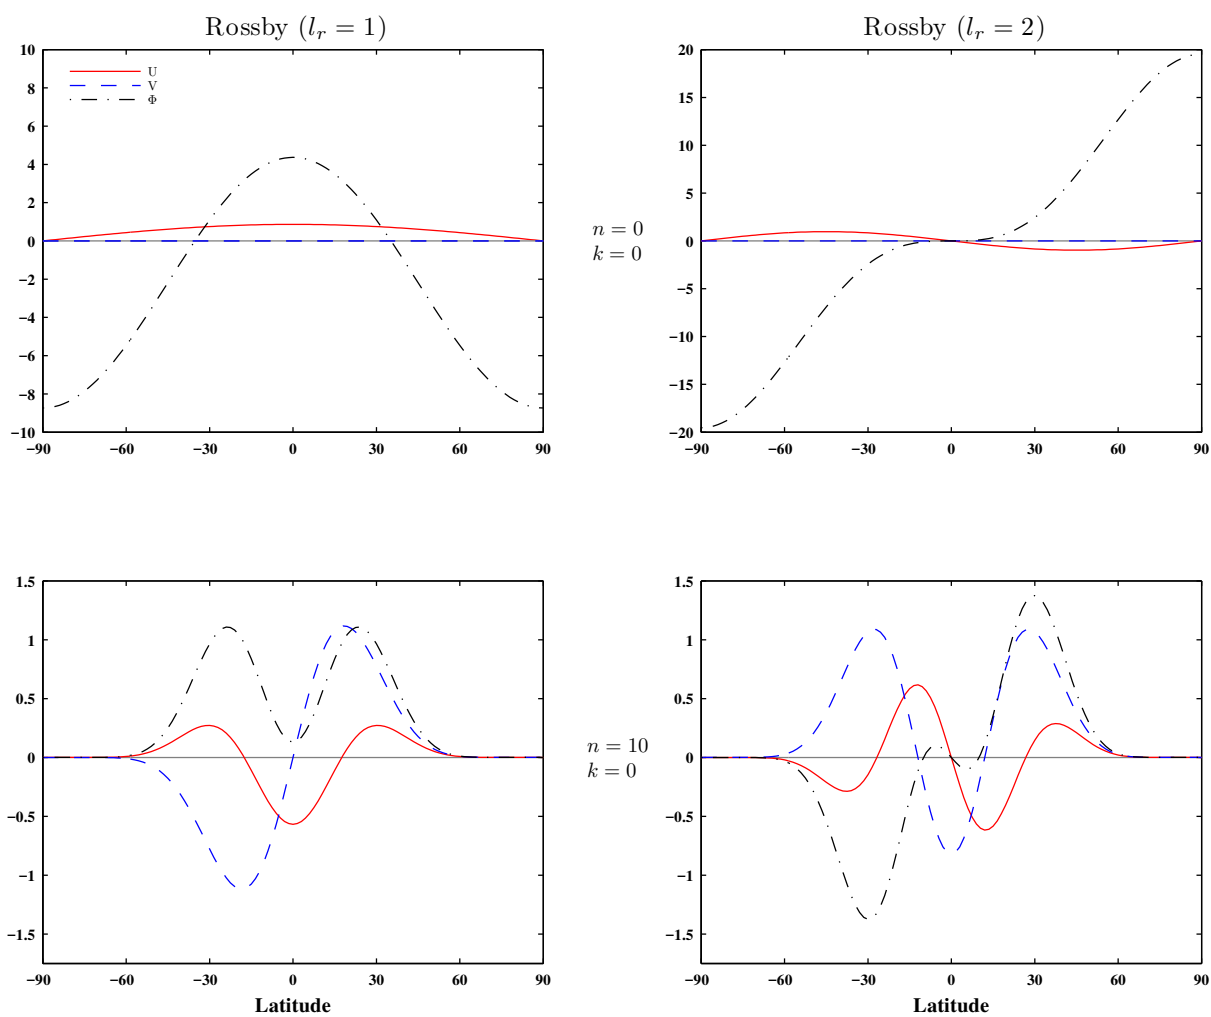 Rossby (l_r = 1)
Rossby (l_r = 2)
10
8
6
4
2
0
−2
−4
−6
−8
−10
U
V
Φ
−90 −60 −30 0 30 60 90
n = 0
k = 0
20
15
10
5
0
−5
−10
−15
−20
−90 −60 −30 0 30 60 90
1.5
1
0.5
0
−0.5
−1
−1.5
−90 −60 −30 0 30 60 90
Latitude
n = 10
k = 0
1.5
1
0.5
0
−0.5
−1
−1.5
−90 −60 −30 0 30 60 90
Latitude